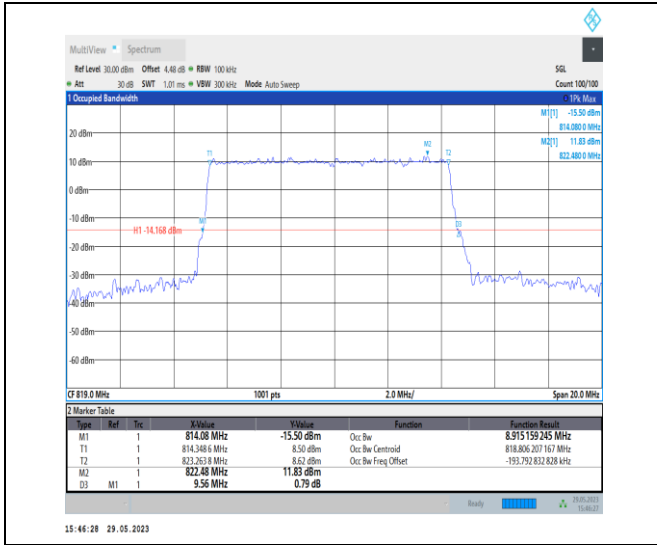 MultiView Spectrum
Ref Level 30.00 dBm Offset 4.48 dB RBW 100 kHz SGL
Att 30 dB SWT 1.01 ms VBW 300 kHz Mode Auto Sweep Count 100/100
1 Occupied Bandwidth 1Pk Max
M1[1] -15.50 dBm
814.080 0 MHz
M2[1] 11.83 dBm
822.480 0 MHz
20 dBm
T1 M2 T2
10 dBm
0 dBm
-10 dBm
M1 D3
H1 -14.168 dBm
-20 dBm
-30 dBm
-40 dBm
-50 dBm
-60 dBm
CF 819.0 MHz 1001 pts 2.0 MHz/ Span 20.0 MHz
2 Marker Table
Type Ref Trc X-Value Y-Value Function Function Result
M1 1 814.08 MHz -15.50 dBm Occ Bw 8.915 159 245 MHz
T1 1 814.348 6 MHz 8.50 dBm Occ Bw Centroid 818.806 207 167 MHz
T2 1 823.263 8 MHz 8.62 dBm Occ Bw Freq Offset -193.792 832 828 kHz
M2 1 822.48 MHz 11.83 dBm
D3 M1 1 9.56 MHz 0.79 dB
Ready 29.05.2023
15:46:27
15:46:28 29.05.2023